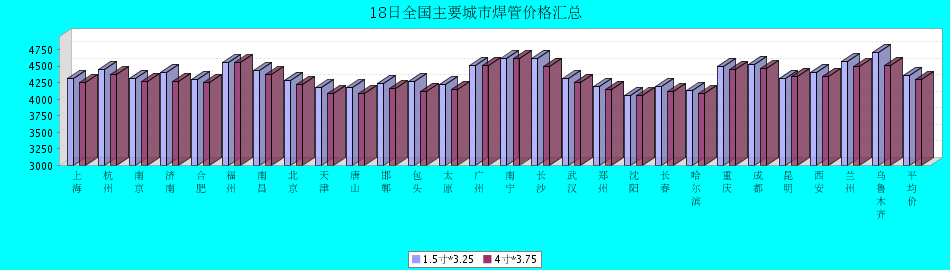 18日全国主要城市焊管价格汇总
4750
4500
4250
4000
3750
3500
3250
3000
上海 杭州 南京 济南 合肥 福州 南昌 北京 天津 唐山 邯郸 包头 太原 广州 南宁 长沙 武汉 郑州 沈阳 长春 哈尔滨 重庆 成都 昆明 西安 兰州 乌鲁木齐 平均价
1.5寸*3.25 4寸*3.75